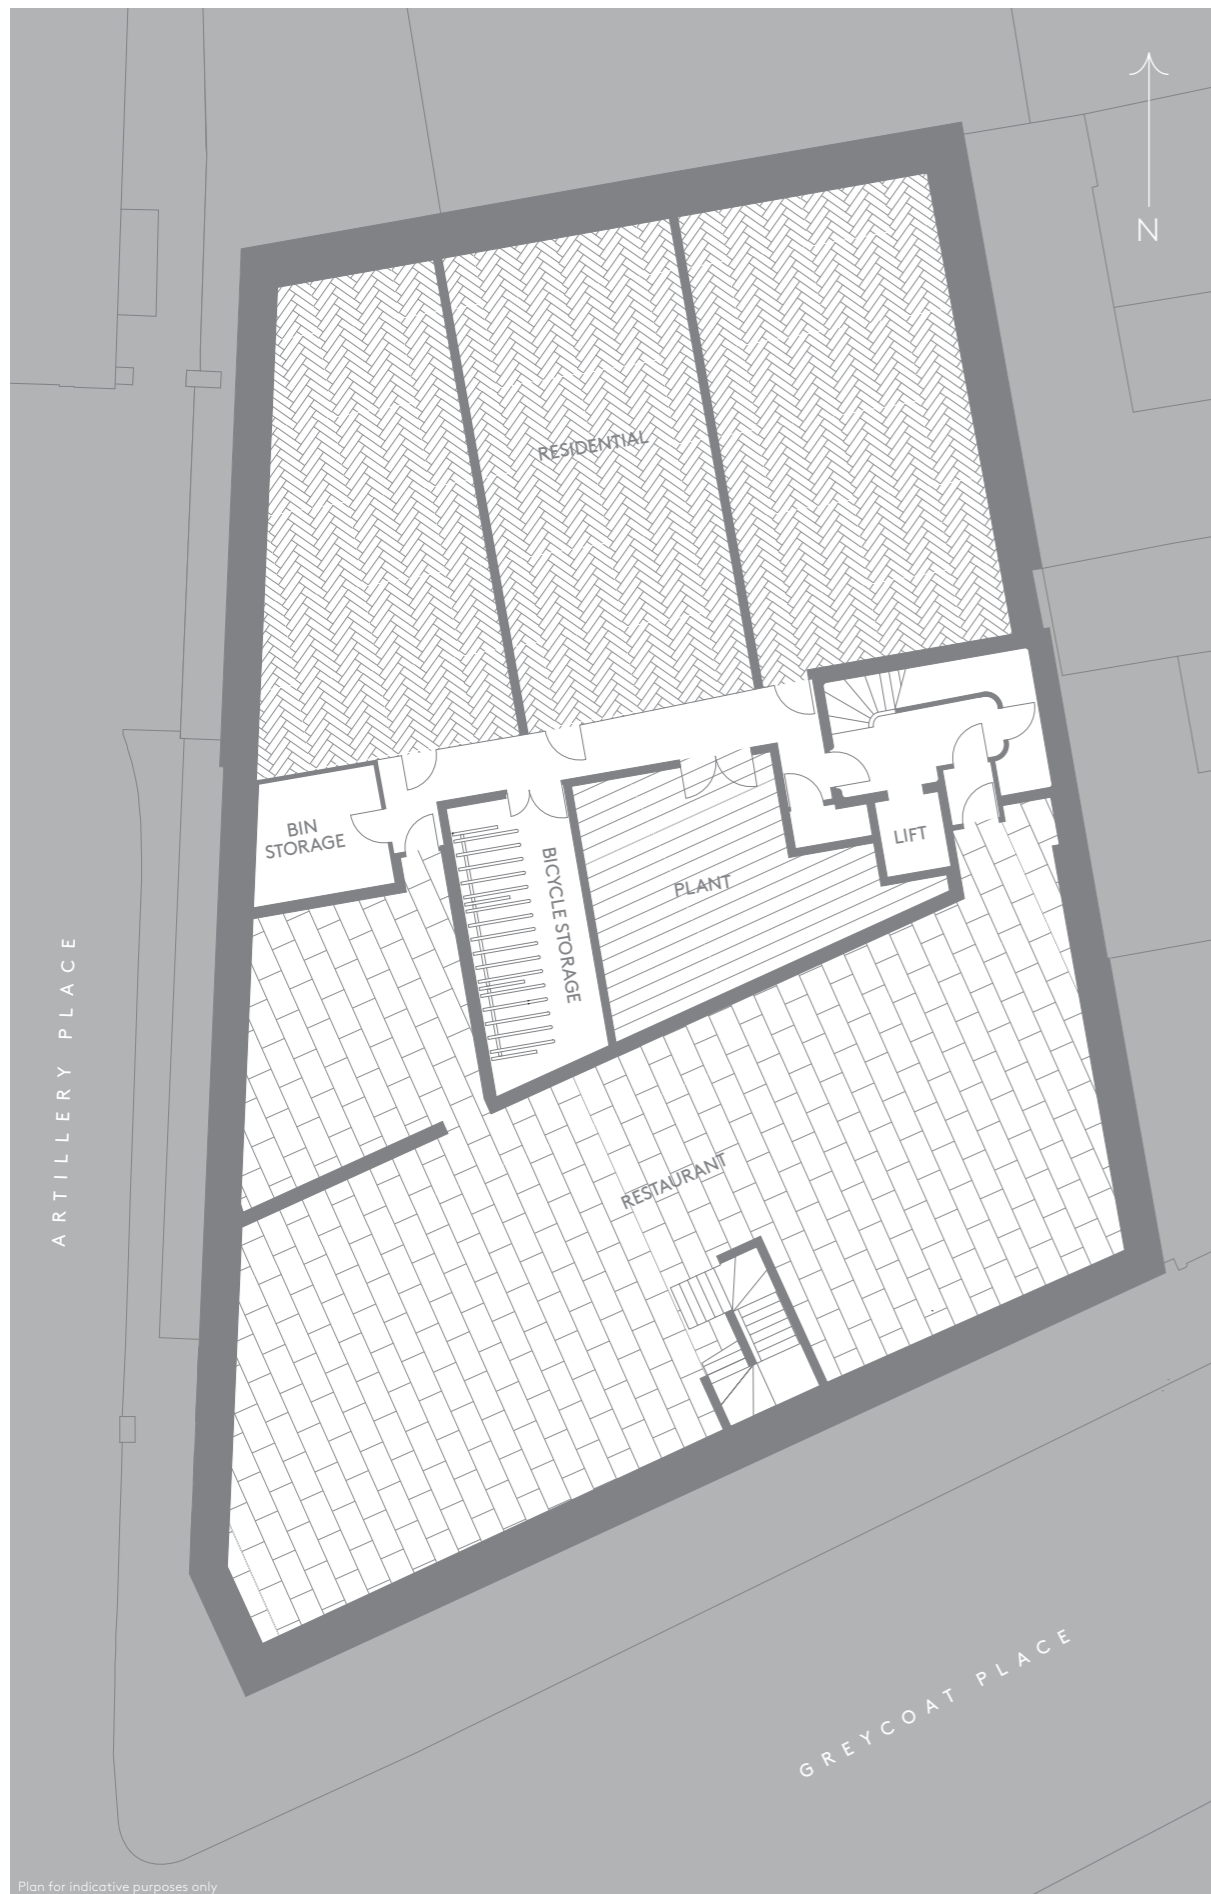 N
RESIDENTIAL
BIN
STORAGE
BICYCLE STORAGE
PLANT
LIFT
ARTILLERY PLACE
RESTAURANT
GREYCOAT PLACE
Plan for indicative purposes only